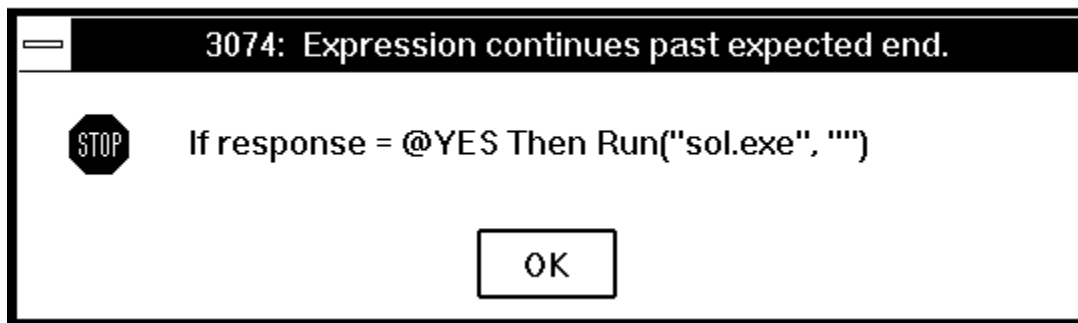 3074:  Expression continues past expected end.
STOP
If response = @YES Then Run("sol.exe", "")
OK